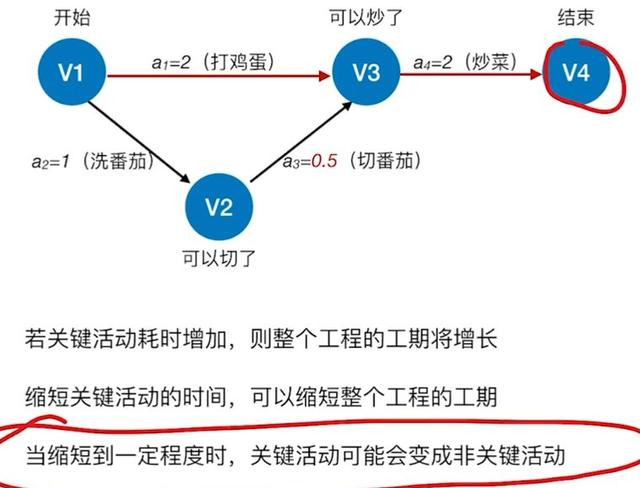 开始
可以炒了
结束
V1
a₁=2（打鸡蛋）
V3
a₄=2（炒菜）
V4
a₂=1（洗番茄）
a₃=0.5（切番茄）
V2
可以切了
若关键活动耗时增加，则整个工程的工期将增长
缩短关键活动的时间，可以缩短整个工程的工期
当缩短到一定程度时，关键活动可能会变成非关键活动